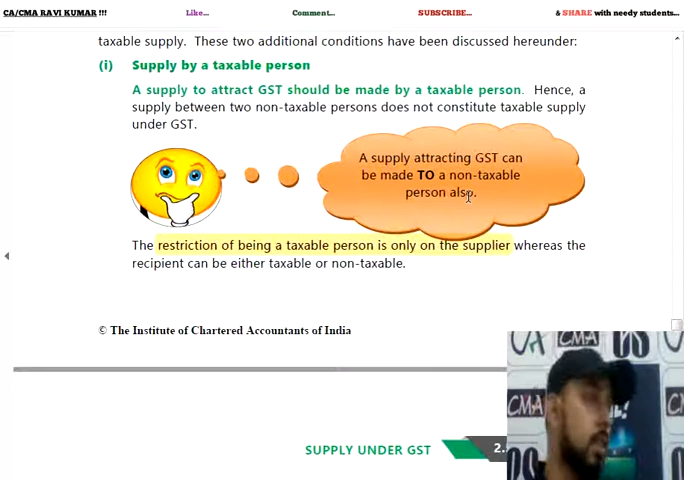 CA/CMA RAVI KUMAR !!! Like... Comment... SUBSCRIBE... & SHARE with needy students...
taxable supply. These two additional conditions have been discussed hereunder:
(i) Supply by a taxable person
A supply to attract GST should be made by a taxable person. Hence, a
supply between two non-taxable persons does not constitute taxable supply
under GST.
A supply attracting GST can
be made TO a non-taxable
person also.
The restriction of being a taxable person is only on the supplier whereas the
recipient can be either taxable or non-taxable.
© The Institute of Chartered Accountants of India
CMA
CMA
SUPPLY UNDER GST 2.